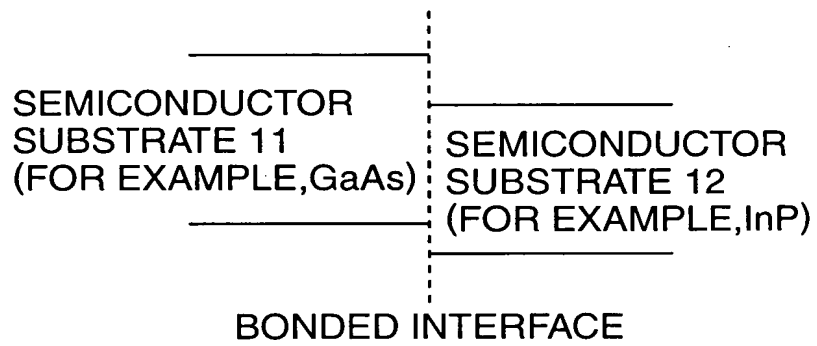 SEMICONDUCTOR
SUBSTRATE 11
(FOR EXAMPLE,GaAs)
SEMICONDUCTOR
SUBSTRATE 12
(FOR EXAMPLE,InP)
BONDED INTERFACE